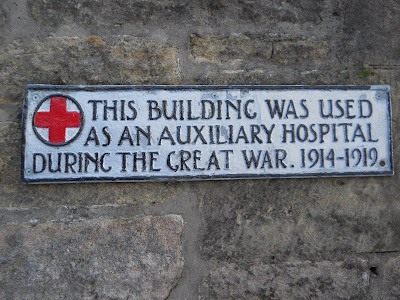 THIS BUILDING WAS USED
AS AN AUXILIARY HOSPITAL
DURING THE GREAT WAR. 1914-1919.